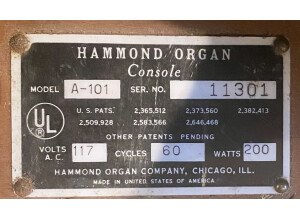 HAMMOND ORGAN
Console
MODEL A-101 SER. NO. 11301
U.S. PATS. 2,365,512 2,373,560 2,382,413
2,509,928 2,583,566 2,646,468
UL
OTHER PATENTS PENDING
VOLTS A.C. 117 CYCLES 60 WATTS 200
HAMMOND ORGAN COMPANY, CHICAGO, ILL.
MADE IN UNITED STATES OF AMERICA